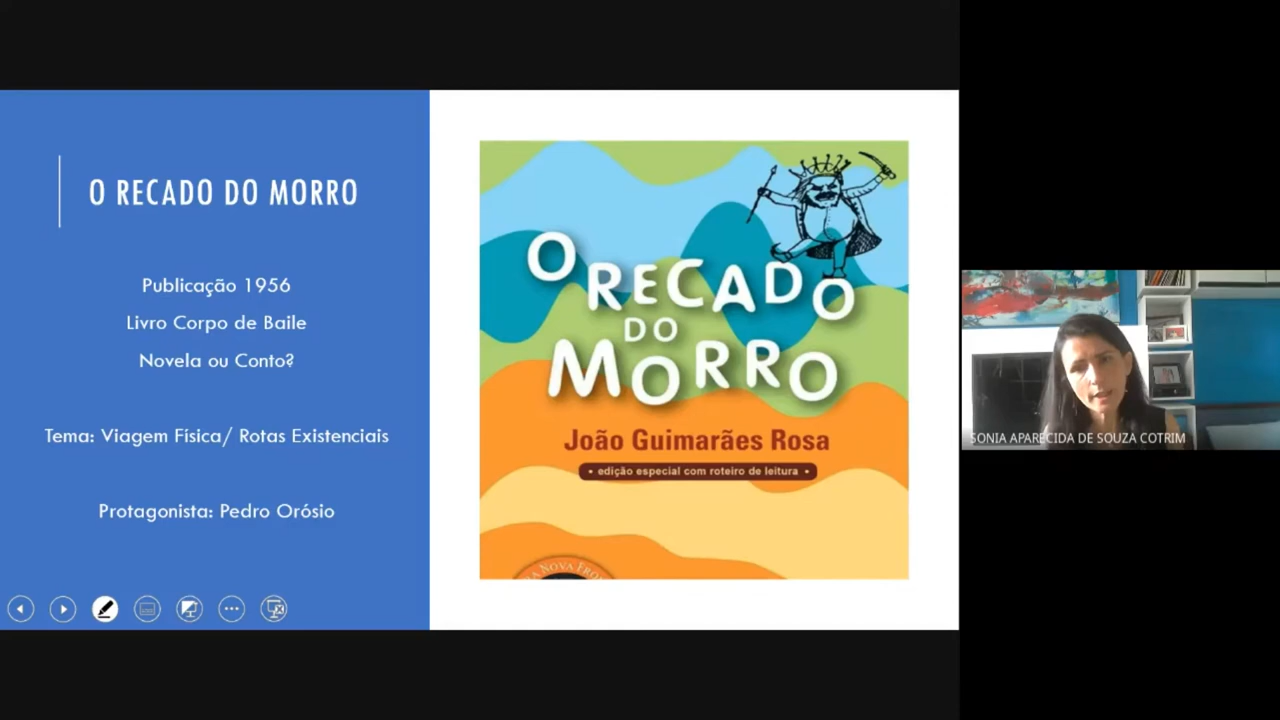 O RECADO DO MORRO
Publicação 1956
Livro Corpo de Baile
Novela ou Conto?
Tema: Viagem Física/ Rotas Existenciais
Protagonista: Pedro Orósio
O RECADO
DO
MORRO
João Guimarães Rosa
• edição especial com roteiro de leitura •
NOVA
SONIA APARECIDA DE SOUZA COTRIM